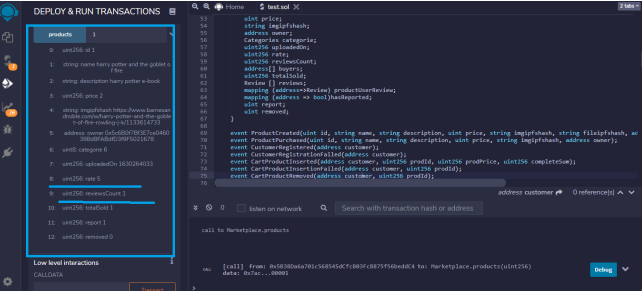 DEPLOY & RUN TRANSACTIONS
products
1
0: uint256: id 1
1: string: name harry potter and the goblet o
f fire
2: string: description harry potter e-book
3: uint256: price 2
4: string: imgipfshash https://www.barnesan
dnoble.com/w/harry-potter-and-the-goble
t-of-fire-rowling-j-k/1133614733
5: address: owner
6: uint8: categorie 6
7: uint256: uploadedOn 1630264033
8: uint256: rate 5
9: uint256: reviewsCount 1
10: uint256: totalSold 1
11: uint256: report 1
12: uint256: removed 0
Low level interactions
i
CALLDATA
Transact
Home
test.sol
2 tabs
53 uint price;
54 string imgipfshash;
55 address owner;
56 Categories categorie;
57 uint256 uploadedOn;
58 uint256 rate;
59 uint256 reviewsCount;
60 address[] buyers;
61 uint256 totalSold;
62 Review [] reviews;
63 mapping (address=>Review) productUserReview;
64 mapping (address => bool)hasReported;
65 uint report;
66 uint removed;
67 }
68
69 event ProductCreated(uint id, string name, string description, uint price, string imgipfshash, string fileipfshash, ad
70 event ProductPurchased(uint id, string name, string description, uint price, string imgipfshash, address owner);
71 event CustomerRegistered(address customer);
72 event CustomerRegistrationFailed(address customer);
73 event CartProductInserted(address customer, uint256 prodId, uint256 prodPrice, uint256 completeSum);
74 event CartProductInsertionFailed(address customer, uint256 prodId);
75 event CartProductRemoved(address customer, uint256 prodId);
76
address customer
0 reference(s)
0
listen on network
Search with transaction hash or address
call to Marketplace.products
CALL
[call] from: 0x5838Da6a701c568545dCfcB03FcB875f56beddC4 to: Marketplace.products(uint256)
data: 0x7ac...00001
Debug
>